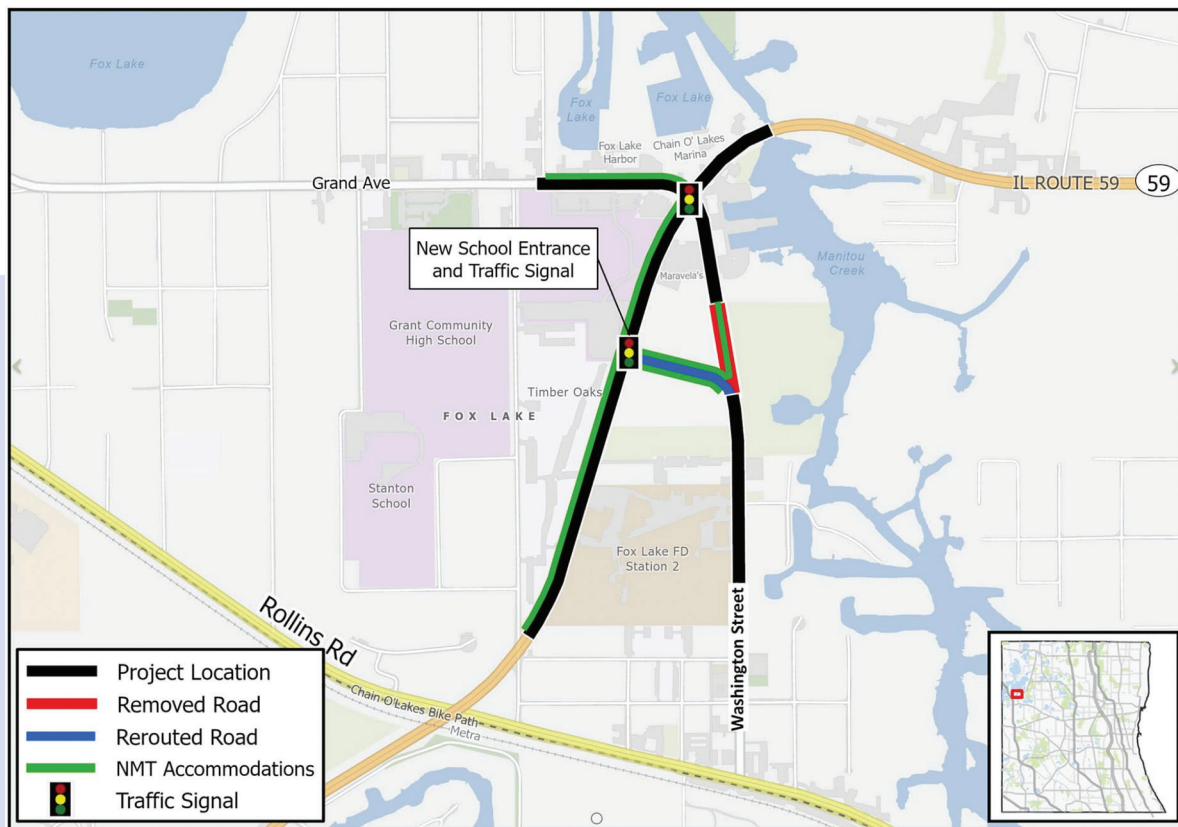 Fox Lake
Fox
Lake
Fox Lake
Fox Lake
Harbor
Chain O' Lakes
Marina
Grand Ave
IL ROUTE 59
59
New School Entrance
and Traffic Signal
Maravela's
Manitou
Creek
Grant Community
High School
Timber Oaks
FOX LAKE
Stanton
School
Fox Lake FD
Station 2
Rollins Rd
Washington Street
Chain O'Lakes Bike Path
Metra
Project Location
Removed Road
Rerouted Road
NMT Accommodations
Traffic Signal